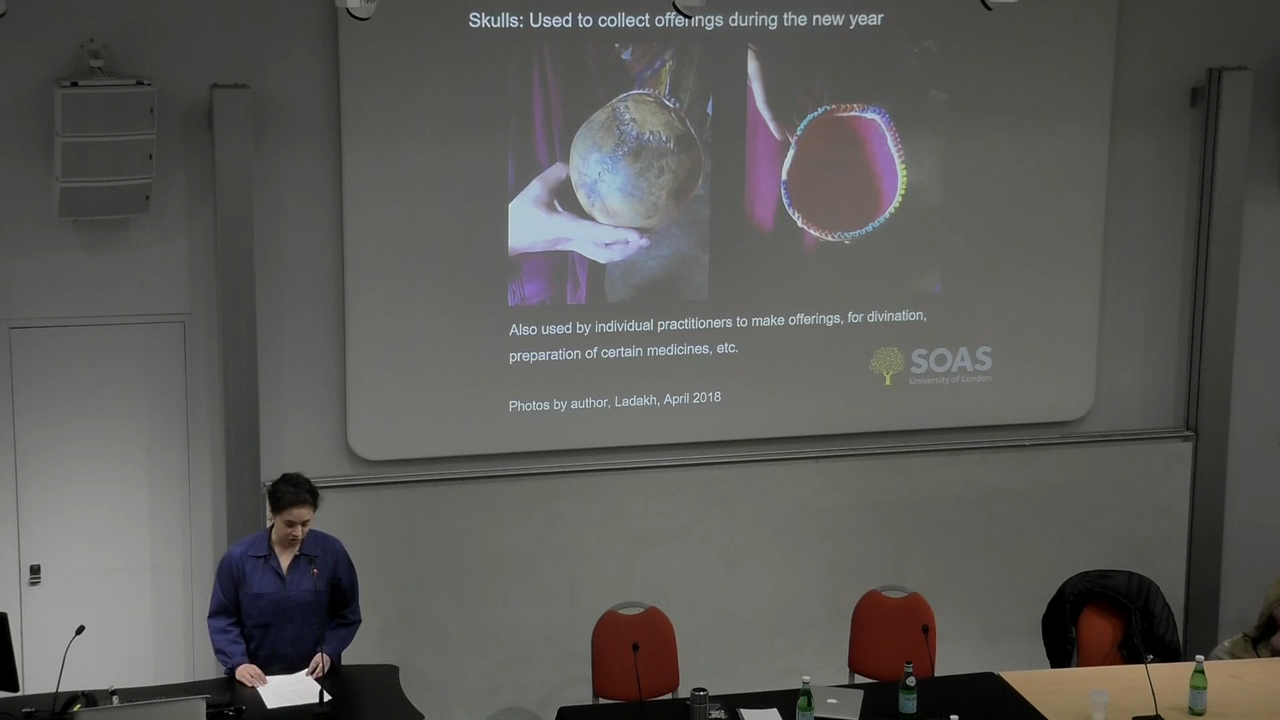 Skulls: Used to collect offerings during the new year
Also used by individual practitioners to make offerings, for divination,
preparation of certain medicines, etc.
SOAS
University of London
Photos by author, Ladakh, April 2018